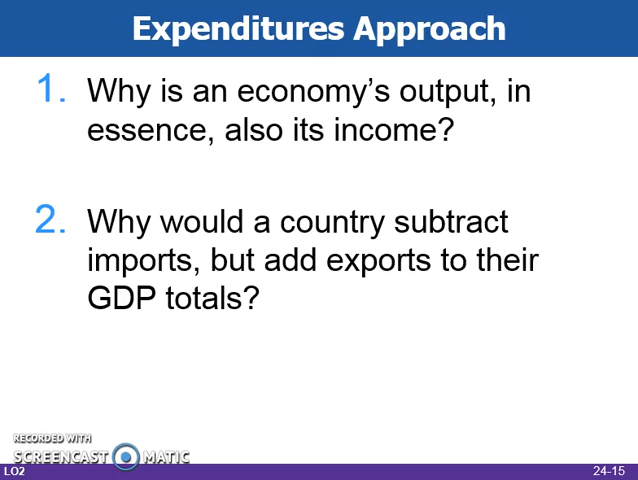 Expenditures Approach
1. Why is an economy’s output, in
essence, also its income?
2. Why would a country subtract
imports, but add exports to their
GDP totals?
RECORDED WITH
SCREENCAST MATIC
LO2
24-15